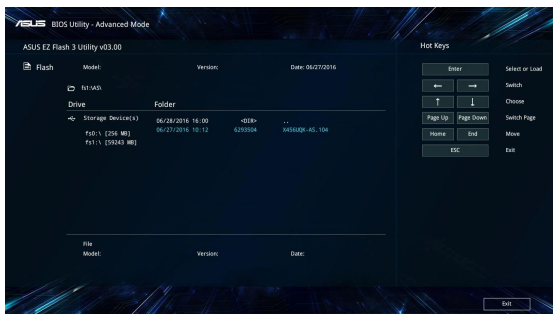 ASUS BIOS Utility - Advanced Mode
ASUS EZ Flash 3 Utility v03.00
Hot Keys
Flash Model: Version: Date: 06/27/2016
Enter Select or Load
fs1:\AS\
← → Switch
Drive Folder
↑ ↓ Choose
Storage Device(s) 06/28/2016 16:00 <DIR> ..
Page Up Page Down Switch Page
fs0:\ [256 MB] 06/27/2016 10:12 6293504 X456UQK-AS.104
fs1:\ [59243 MB]
Home End Move
ESC Exit
File
Model: Version: Date:
Exit